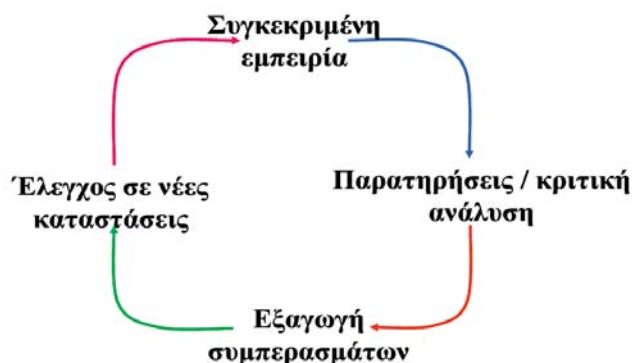 Συγκεκριμένη
εμπειρία
Παρατηρήσεις / κριτική
ανάλυση
Εξαγωγή
συμπερασμάτων
Έλεγχος σε νέες
καταστάσεις